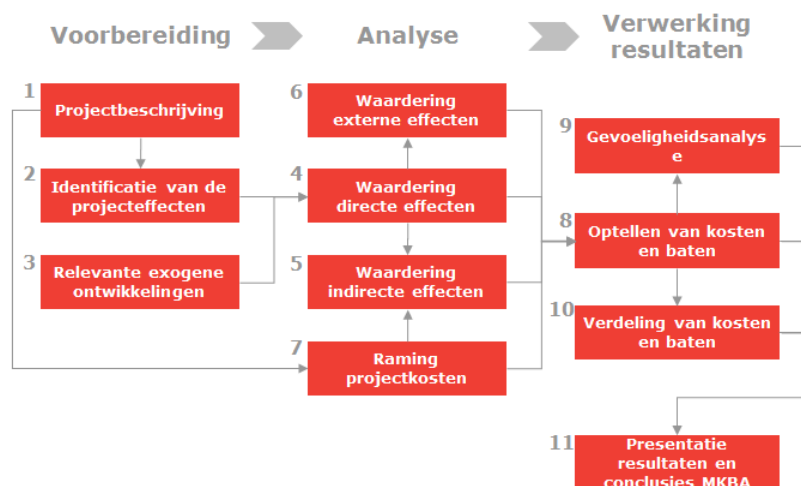 Voorbereiding
Analyse
Verwerking
resultaten
1
Projectbeschrijving
2
Identificatie van de
projecteffecten
3
Relevante exogene
ontwikkelingen
6
Waardering
externe effecten
4
Waardering
directe effecten
5
Waardering
indirecte effecten
7
Raming
projectkosten
9
Gevoeligheidsanalys
e
8
Optellen van kosten
en baten
10
Verdeling van kosten
en baten
11
Presentatie
resultaten en
conclusies MKBA